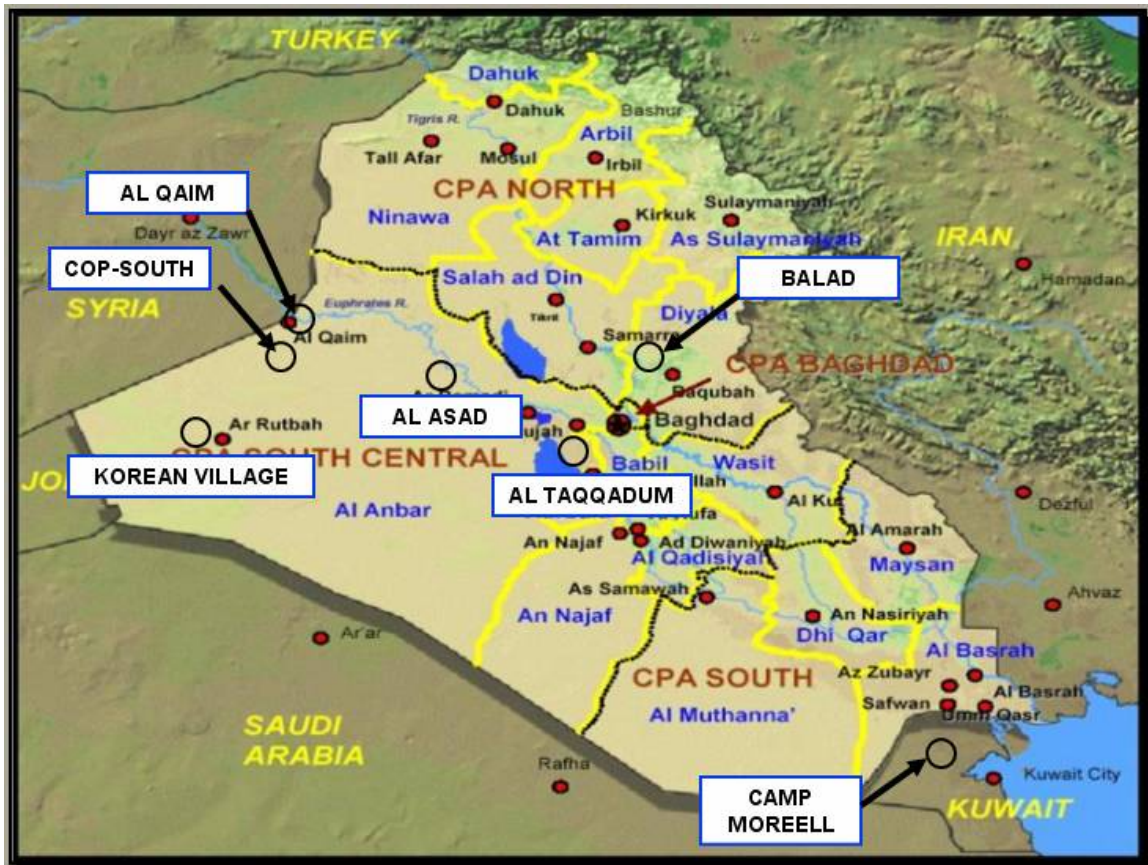 TURKEY
Dahuk
Dahuk
Bashur
Tigris R.
Arbil
Tall Afar
Mosul
Irbil
AL QAIM
CPA NORTH
Sulaymaniyah
Ninawa
Kirkuk
Dayr az Zawr
At Tamim
As Sulaymaniyah
IRAN
COP-SOUTH
Salah ad Din
BALAD
Hamadan
SYRIA
Euphrates R.
Tikrit
Diyala
Al Qaim
Samarra
CPA BAGHDAD
Baqubah
AL ASAD
Ar Rutbah
Baghdad
CPA SOUTH CENTRAL
Babil
Wasit
KOREAN VILLAGE
AL TAQQADUM
Al Kut
Dezful
Al Anbar
Al Amarah
An Najaf
Ad Diwaniyah
Al Qadisiyah
Maysan
As Samawah
Ahvaz
An Najaf
An Nasiriyah
Dhi Qar
Ar'ar
Al Basrah
CPA SOUTH
Az Zubayr
Al Basrah
Safwan
Umm Qasr
Al Muthanna'
SAUDI
ARABIA
Rafha
Kuwait City
CAMP
MOREELL
KUWAIT